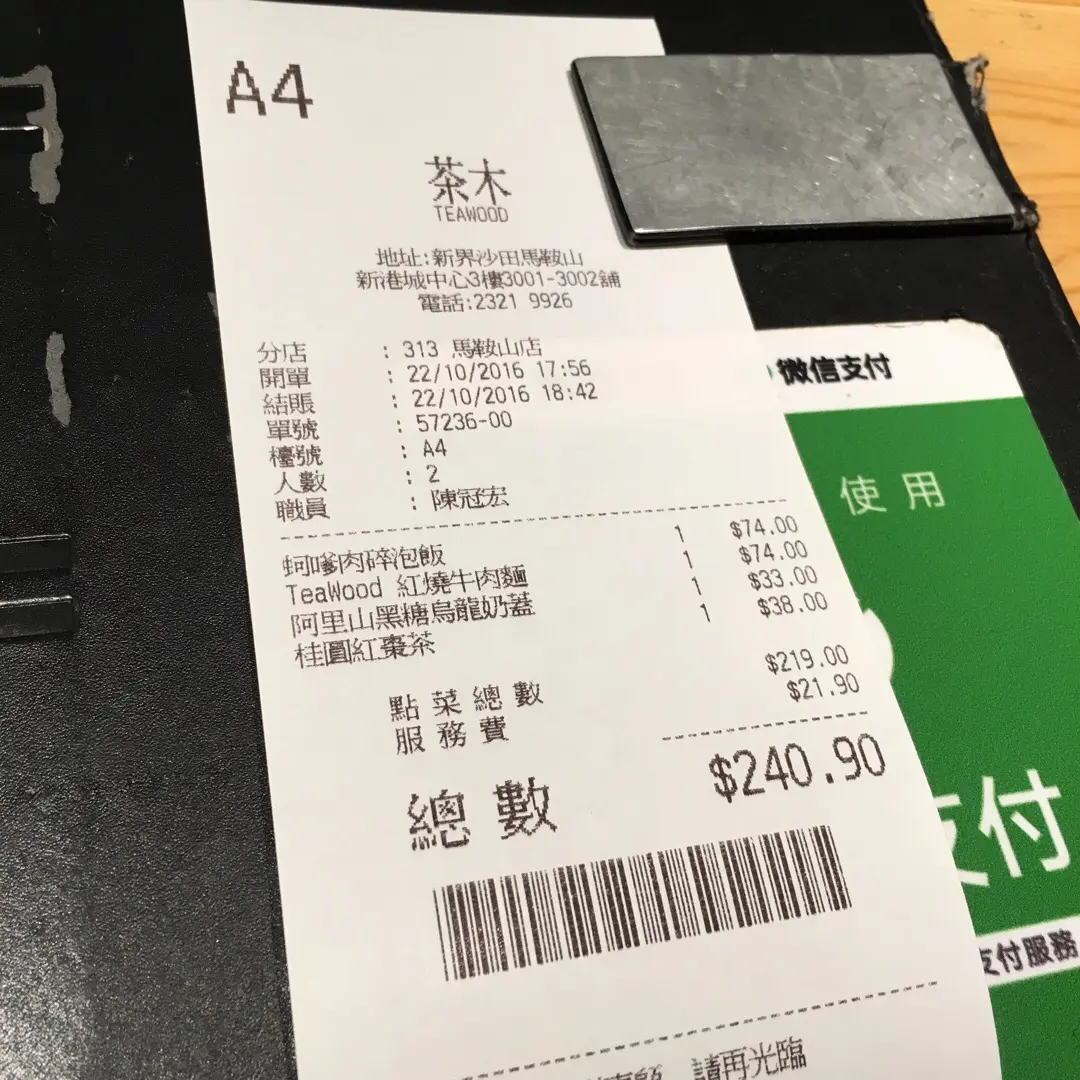 A4
茶木
TEAWOOD
地址:新界沙田馬鞍山
新港城中心3樓3001-3002舖
電話:2321 9926
分店 : 313 馬鞍山店
開單 : 22/10/2016 17:56
結賬 : 22/10/2016 18:42
單號 : 57236-00
檯號 : A4
人數 : 2
職員 : 陳冠宏
蚵嗲肉碎泡飯 1 $74.00
TeaWood 紅燒牛肉麵 1 $74.00
阿里山黑糖烏龍奶蓋 1 $33.00
桂圓紅棗茶 1 $38.00
點菜總數 $219.00
服務費 $21.90
總數 $240.90
請再光臨
微信支付
使用
支付
支付服務